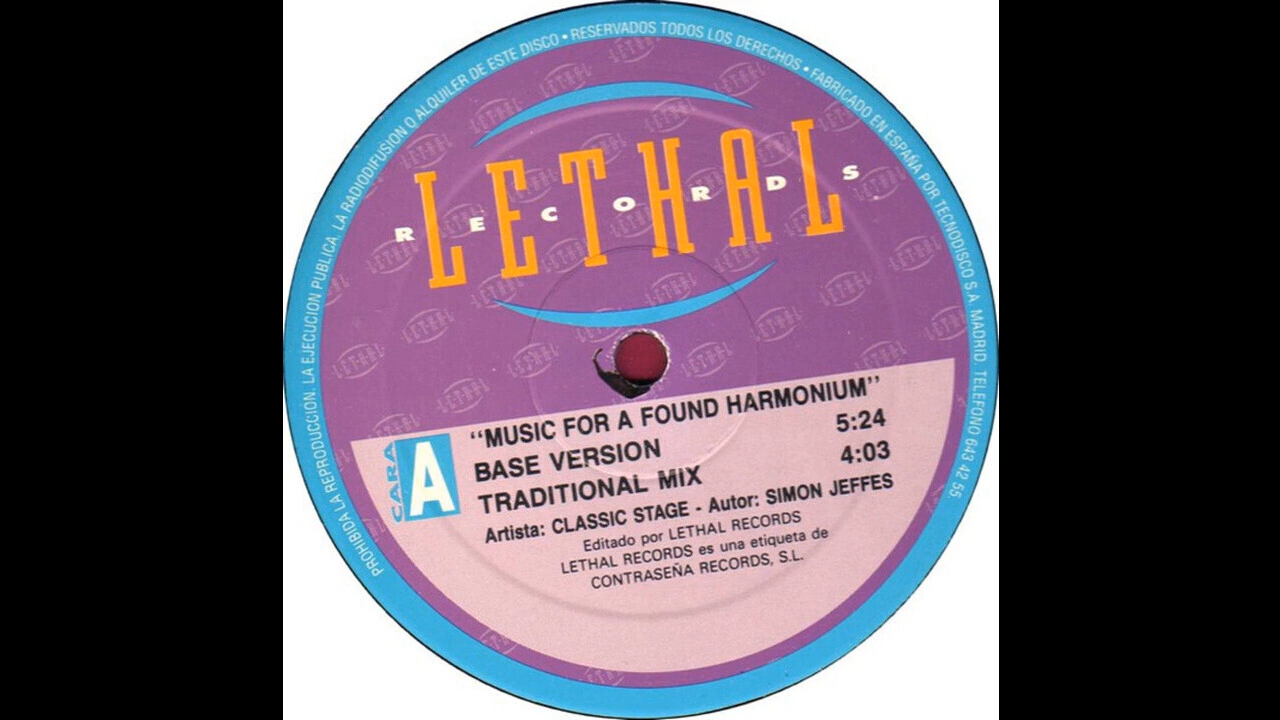 PROHIBIDA LA REPRODUCCIÓN. LA EJECUCION PUBLICA. LA RADIODIFUSION O ALQUILER DE ESTE DISCO • RESERVADOS TODOS LOS DERECHOS • FABRICADO EN ESPAÑA POR TECNODISCO S.A. MADRID. TELEFONO 643 42 55.
LETHAL
RECORDS
CARA
A
"MUSIC FOR A FOUND HARMONIUM"
BASE VERSION 5:24
TRADITIONAL MIX 4:03
Artista: CLASSIC STAGE - Autor: SIMON JEFFES
Editado por LETHAL RECORDS
LETHAL RECORDS es una etiqueta de
CONTRASEÑA RECORDS, S.L.